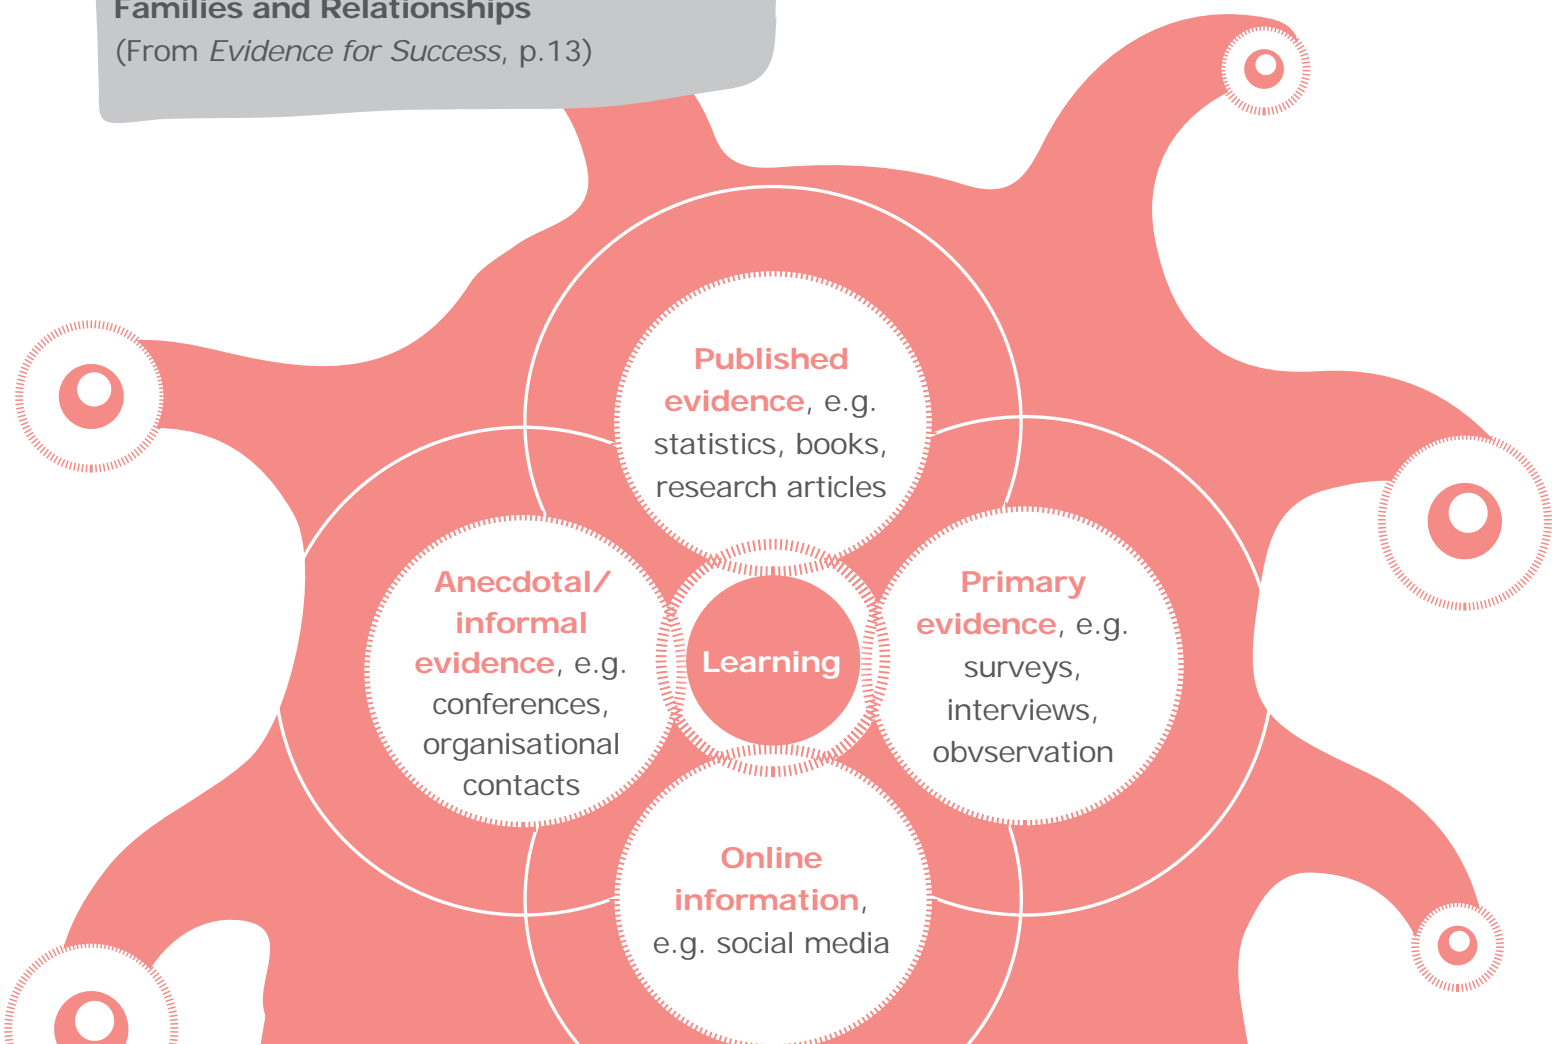 Families and Relationships
(From Evidence for Success, p.13)
Published
evidence, e.g.
statistics, books,
research articles
Anecdotal/
informal
evidence, e.g.
conferences,
organisational
contacts
Learning
Primary
evidence, e.g.
surveys,
interviews,
obvservation
Online
information,
e.g. social media